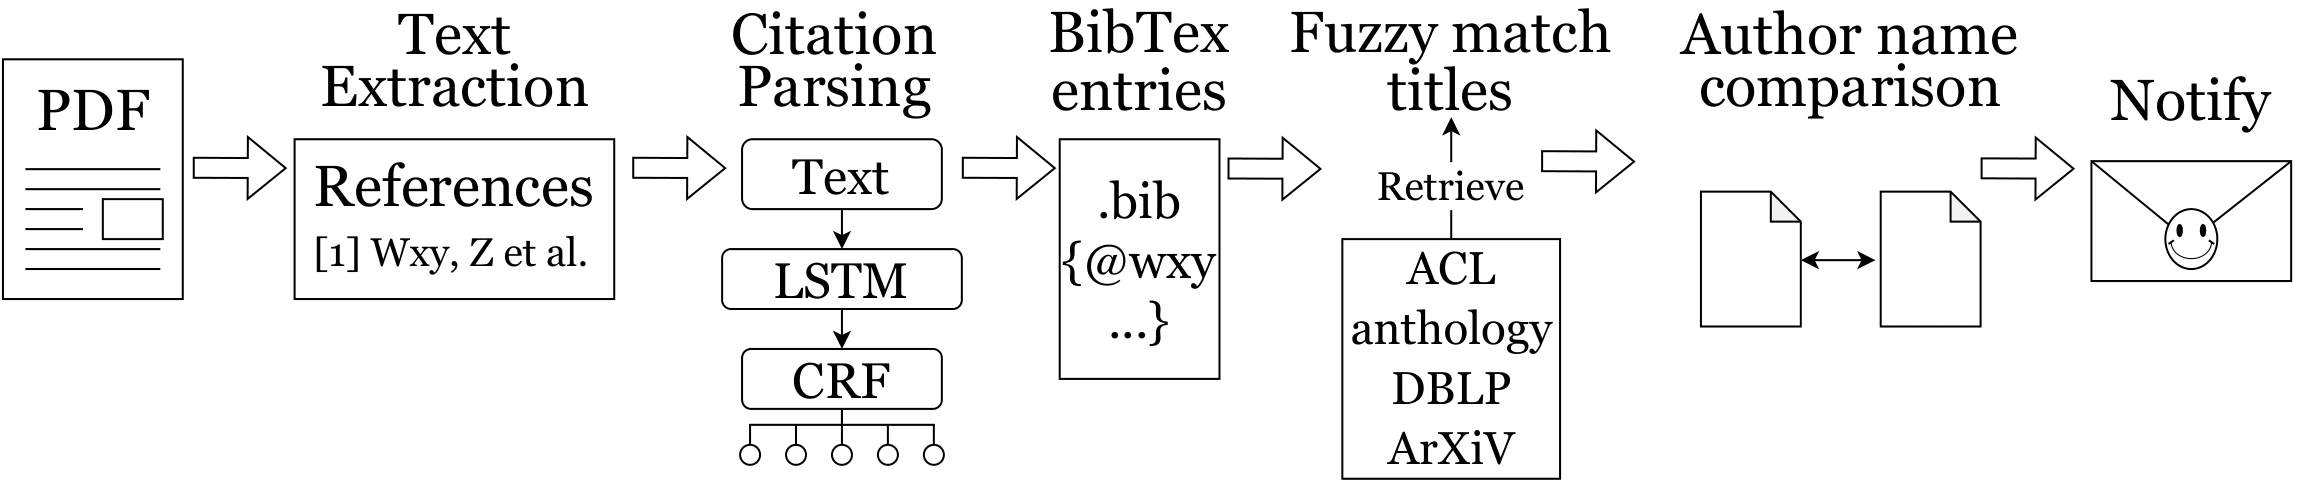 PDF
Text
Extraction
References
[1] Wxy, Z et al.
Citation
Parsing
Text
LSTM
CRF
BibTex
entries
.bib
{@wxy
...}
Fuzzy match
titles
Retrieve
ACL
anthology
DBLP
ArXiV
Author name
comparison
Notify